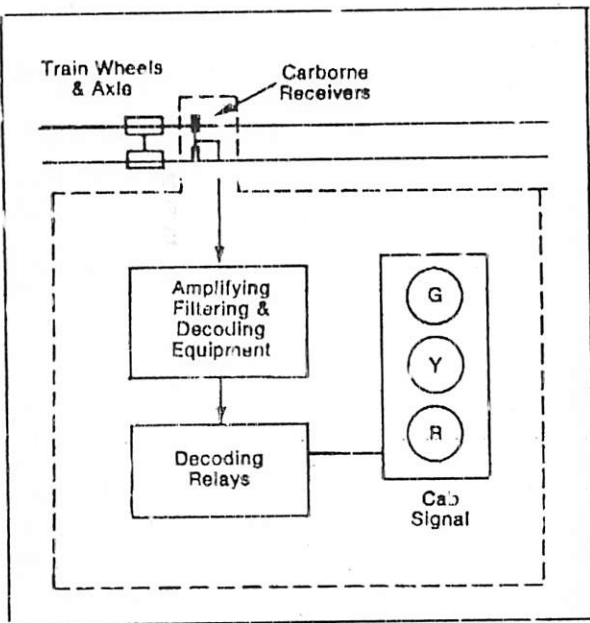 Train Wheels
& Axle
Carborne
Receivers
Amplifying
Filtering &
Decoding
Equipment
G
Y
R
Decoding
Relays
Cab
Signal